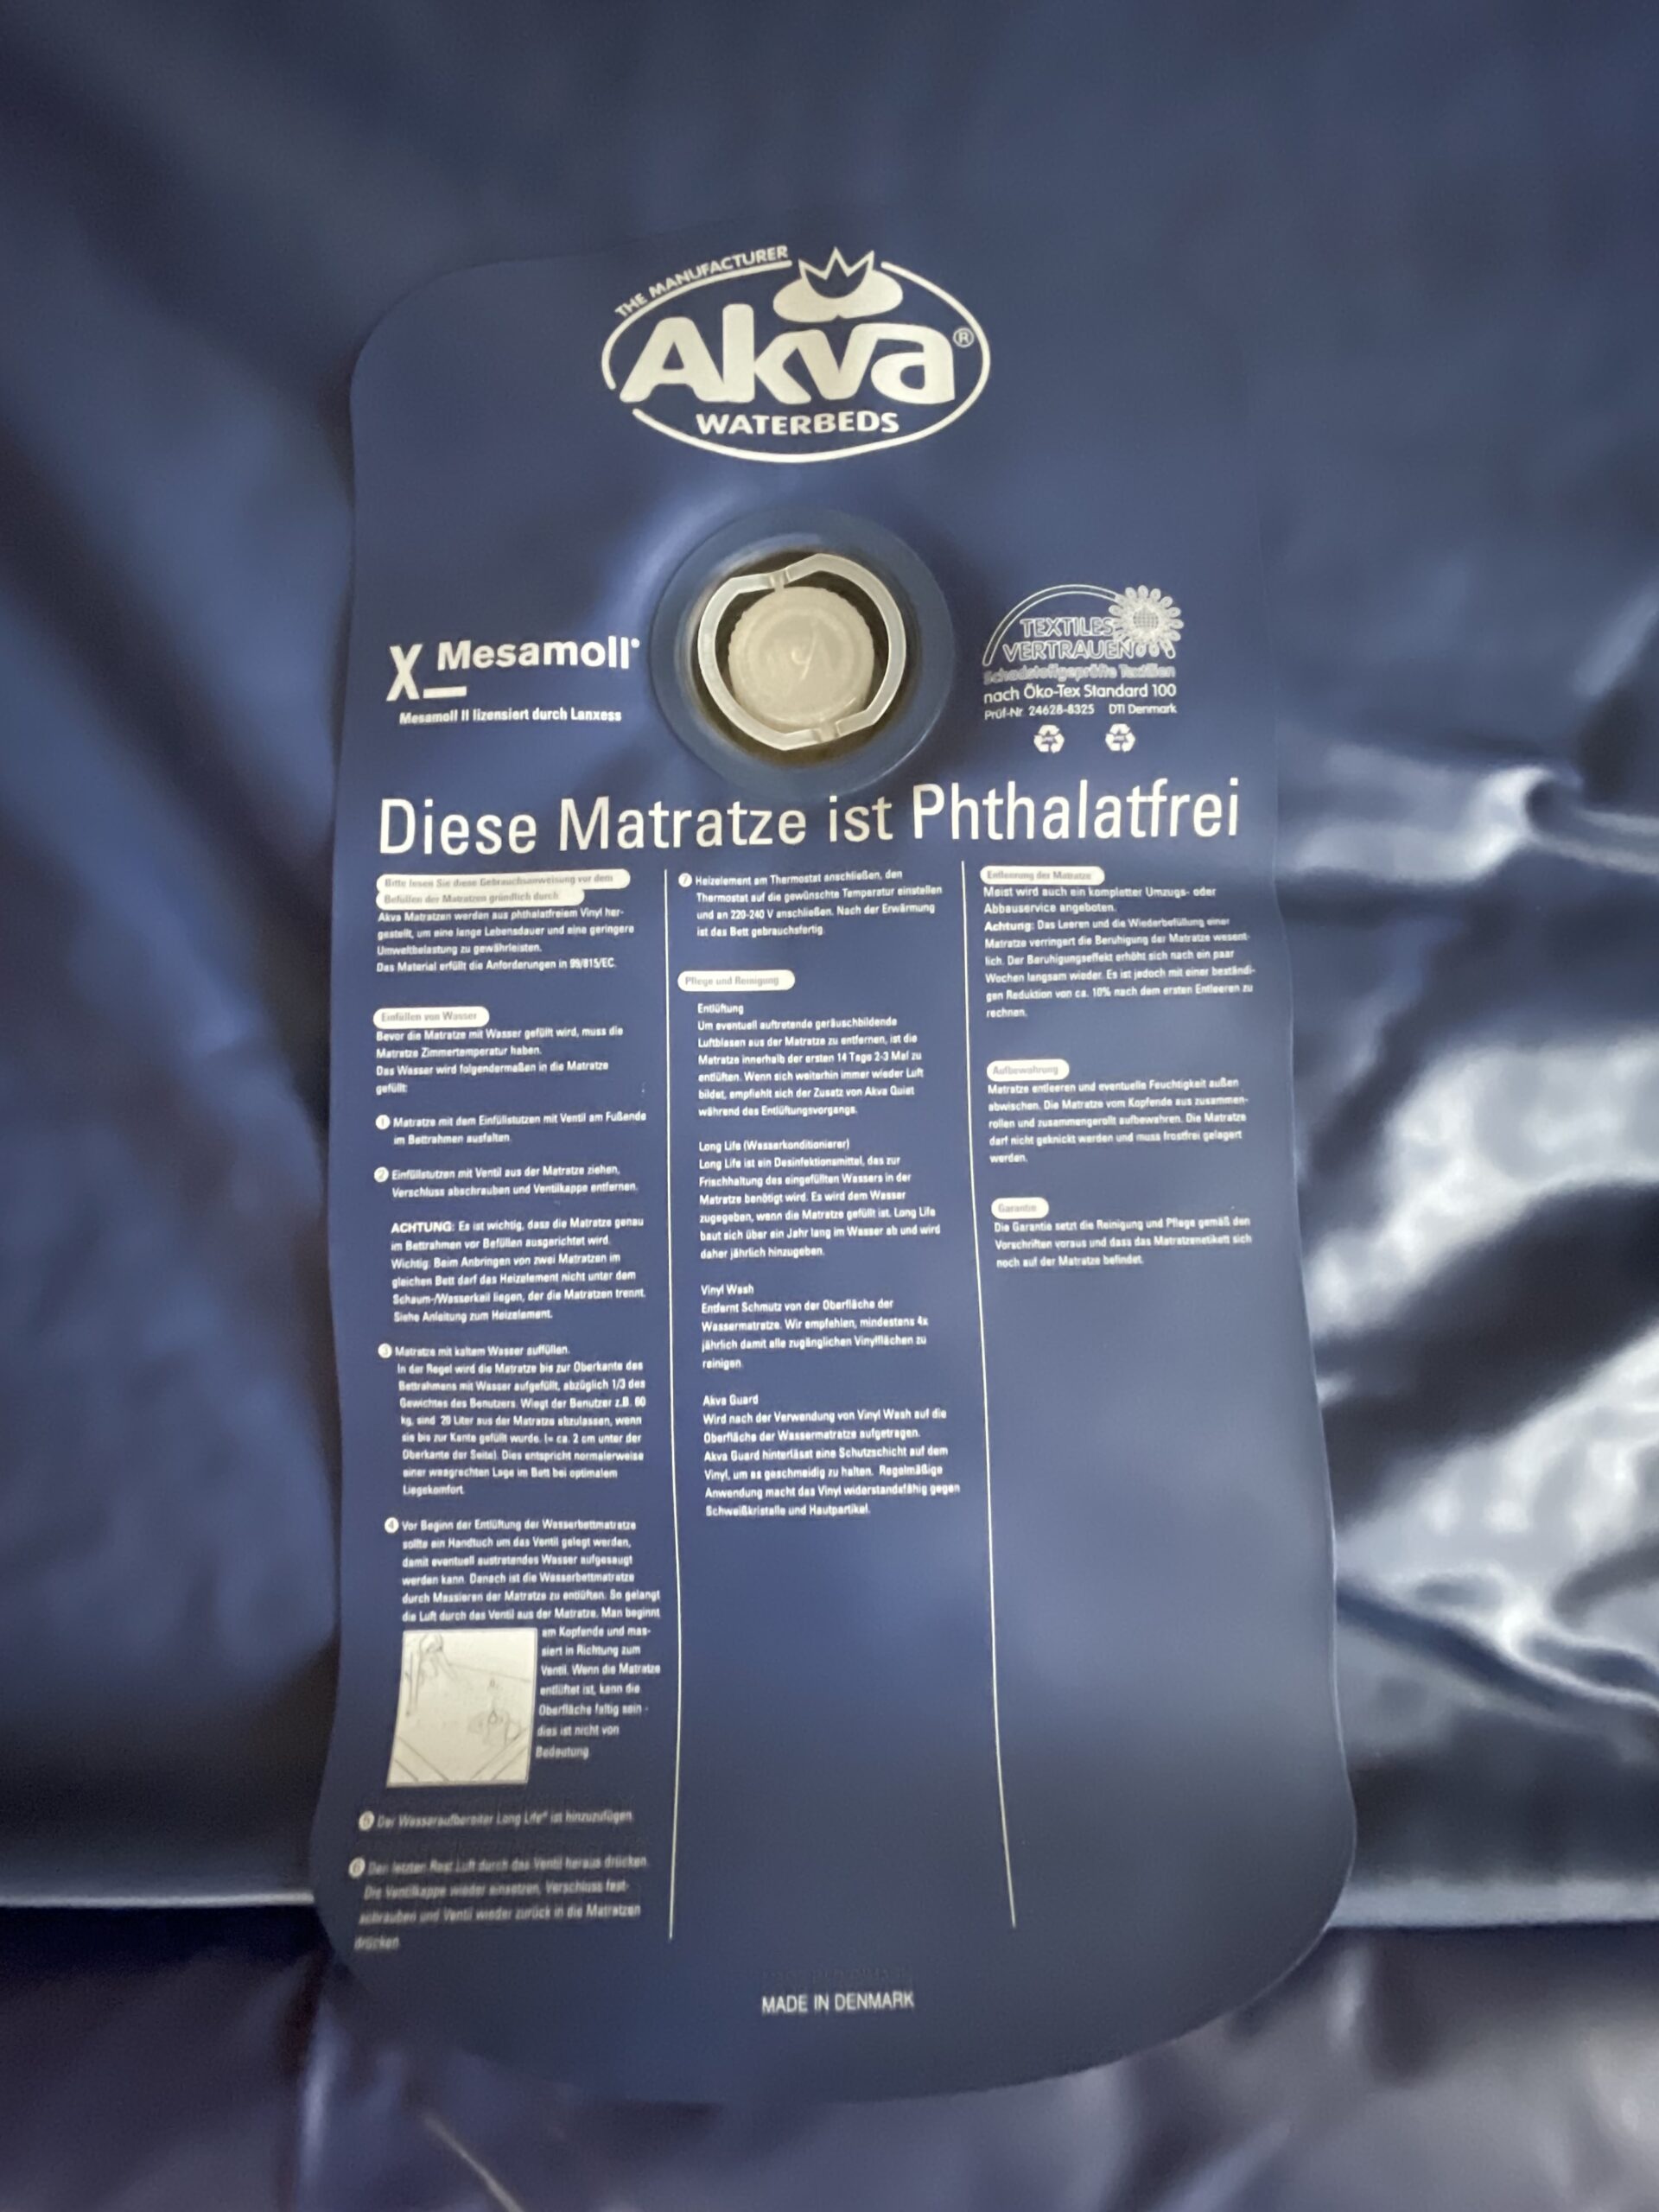 THE MANUFACTURER
Akva®
WATERBEDS
X_Mesamoll®
Mesamoll II lizensiert durch Lanxess
TEXTILES
VERTRAUEN
Schadstoffgeprüfte Textilien
nach Öko-Tex Standard 100
Prüf-Nr 24628-8325 DTI Denmark
Diese Matratze ist Phthalatfrei
Bitte lesen Sie diese Gebrauchsanweisung vor dem
Befüllen der Matratzen gründlich durch
Akva Matratzen werden aus phthalatfreiem Vinyl her-
gestellt, um eine lange Lebensdauer und eine geringere
Umweltbelastung zu gewährleisten.
Das Material erfüllt die Anforderungen in 99/815/EC.
Einfüllen von Wasser
Bevor die Matratze mit Wasser gefüllt wird, muss die
Matratze Zimmertemperatur haben.
Das Wasser wird folgendermaßen in die Matratze
gefüllt:
1 Matratze mit dem Einfüllstutzen mit Ventil am Fußende
im Bettrahmen ausfalten.
2 Einfüllstutzen mit Ventil aus der Matratze ziehen,
Verschluss abschrauben und Ventilkappe entfernen.
ACHTUNG: Es ist wichtig, dass die Matratze genau
im Bettrahmen vor Befüllen ausgerichtet wird.
Wichtig: Beim Anbringen von zwei Matratzen im
gleichen Bett darf das Heizelement nicht unter dem
Schaum-/Wasserkeil liegen, der die Matratzen trennt.
Siehe Anleitung zum Heizelement.
3 Matratze mit kaltem Wasser auffüllen.
In der Regel wird die Matratze bis zur Oberkante des
Bettrahmens mit Wasser aufgefüllt, abzüglich 1/3 des
Gewichtes des Benutzers. Wiegt der Benutzer z.B. 60
kg, sind 20 Liter aus der Matratze abzulassen, wenn
sie bis zur Kante gefüllt wurde. (= ca. 2 cm unter der
Oberkante der Seite). Dies entspricht normalerweise
einer waagrechten Lage im Bett bei optimalem
Liegekomfort.
4 Vor Beginn der Entlüftung der Wasserbettmatratze
sollte ein Handtuch um das Ventil gelegt werden,
damit eventuell austretendes Wasser aufgesaugt
werden kann. Danach ist die Wasserbettmatratze
durch Massieren der Matratze zu entlüften. So gelangt
die Luft durch das Ventil aus der Matratze. Man beginnt
am Kopfende und mas-
siert in Richtung zum
Ventil. Wenn die Matratze
entlüftet ist, kann die
Oberfläche faltig sein -
dies ist nicht von
Bedeutung.
5 Der Wasseraufbereiter Long Life® ist hinzuzufügen.
6 Den letzten Rest Luft durch das Ventil heraus drücken.
Die Ventilkappe wieder einsetzen, Verschluss fest-
schrauben und Ventil wieder zurück in die Matratzen
drücken.
7 Heizelement am Thermostat anschließen, den
Thermostat auf die gewünschte Temperatur einstellen
und an 220-240 V anschließen. Nach der Erwärmung
ist das Bett gebrauchsfertig.
Pflege und Reinigung
Entlüftung
Um eventuell auftretende geräuschbildende
Luftblasen aus der Matratze zu entfernen, ist die
Matratze innerhalb der ersten 14 Tage 2-3 Mal zu
entlüften. Wenn sich weiterhin immer wieder Luft
bildet, empfiehlt sich der Zusatz von Akva Quiet
während des Entlüftungsvorgangs.
Long Life (Wasserkonditionierer)
Long Life ist ein Desinfektionsmittel, das zur
Frischhaltung des eingefüllten Wassers in der
Matratze benötigt wird. Es wird dem Wasser
zugegeben, wenn die Matratze gefüllt ist. Long Life
baut sich über ein Jahr lang im Wasser ab und wird
daher jährlich hinzugeben.
Vinyl Wash
Entfernt Schmutz von der Oberfläche der
Wassermatratze. Wir empfehlen, mindestens 4x
jährlich damit alle zugänglichen Vinylflächen zu
reinigen.
Akva Guard
Wird nach der Verwendung von Vinyl Wash auf die
Oberfläche der Wassermatratze aufgetragen.
Akva Guard hinterlässt eine Schutzschicht auf dem
Vinyl, um es geschmeidig zu halten. Regelmäßige
Anwendung macht das Vinyl widerstandsfähig gegen
Schweißkristalle und Hautpartikel.
Entleerung der Matratze
Meist wird auch ein kompletter Umzugs- oder
Abbauservice angeboten.
Achtung: Das Leeren und die Wiederbefüllung einer
Matratze verringert die Beruhigung der Matratze wesent-
lich. Der Beruhigungseffekt erhöht sich nach ein paar
Wochen langsam wieder. Es ist jedoch mit einer beständi-
gen Reduktion von ca. 10% nach dem ersten Entleeren zu
rechnen.
Aufbewahrung
Matratze entleeren und eventuelle Feuchtigkeit außen
abwischen. Die Matratze vom Kopfende aus zusammen-
rollen und zusammengerollt aufbewahren. Die Matratze
darf nicht geknickt werden und muss frostfrei gelagert
werden.
Garantie
Die Garantie setzt die Reinigung und Pflege gemäß den
Vorschriften voraus und dass das Matratzenetikett sich
noch auf der Matratze befindet.
MADE IN DENMARK